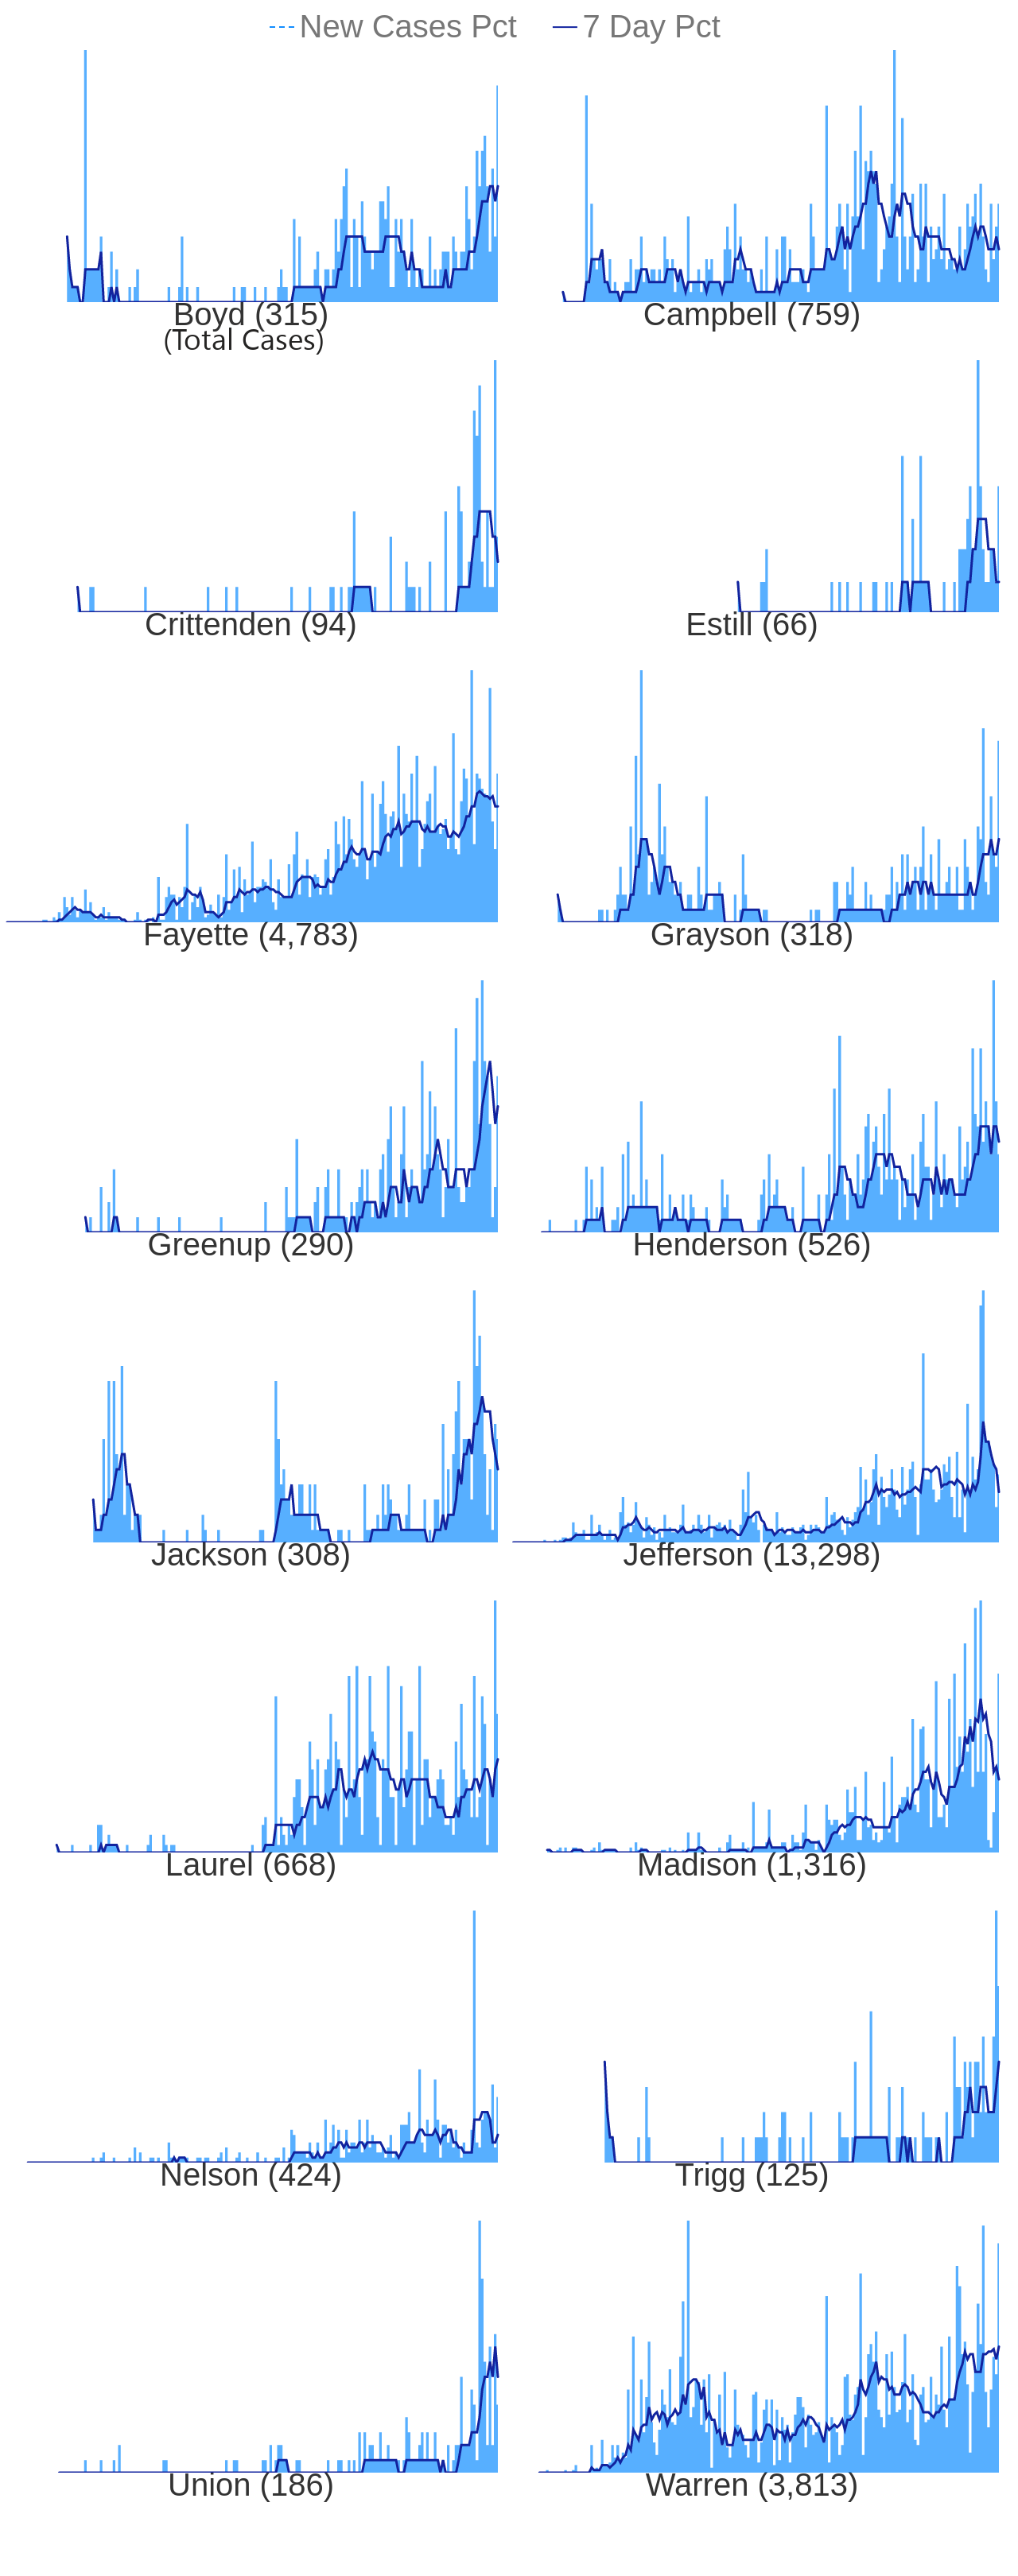 New Cases Pct 7 Day Pct
Boyd (315) Campbell (759)
(Total Cases)
Crittenden (94) Estill (66)
Fayette (4,783) Grayson (318)
Greenup (290) Henderson (526)
Jackson (308) Jefferson (13,298)
Laurel (668) Madison (1,316)
Nelson (424) Trigg (125)
Union (186) Warren (3,813)